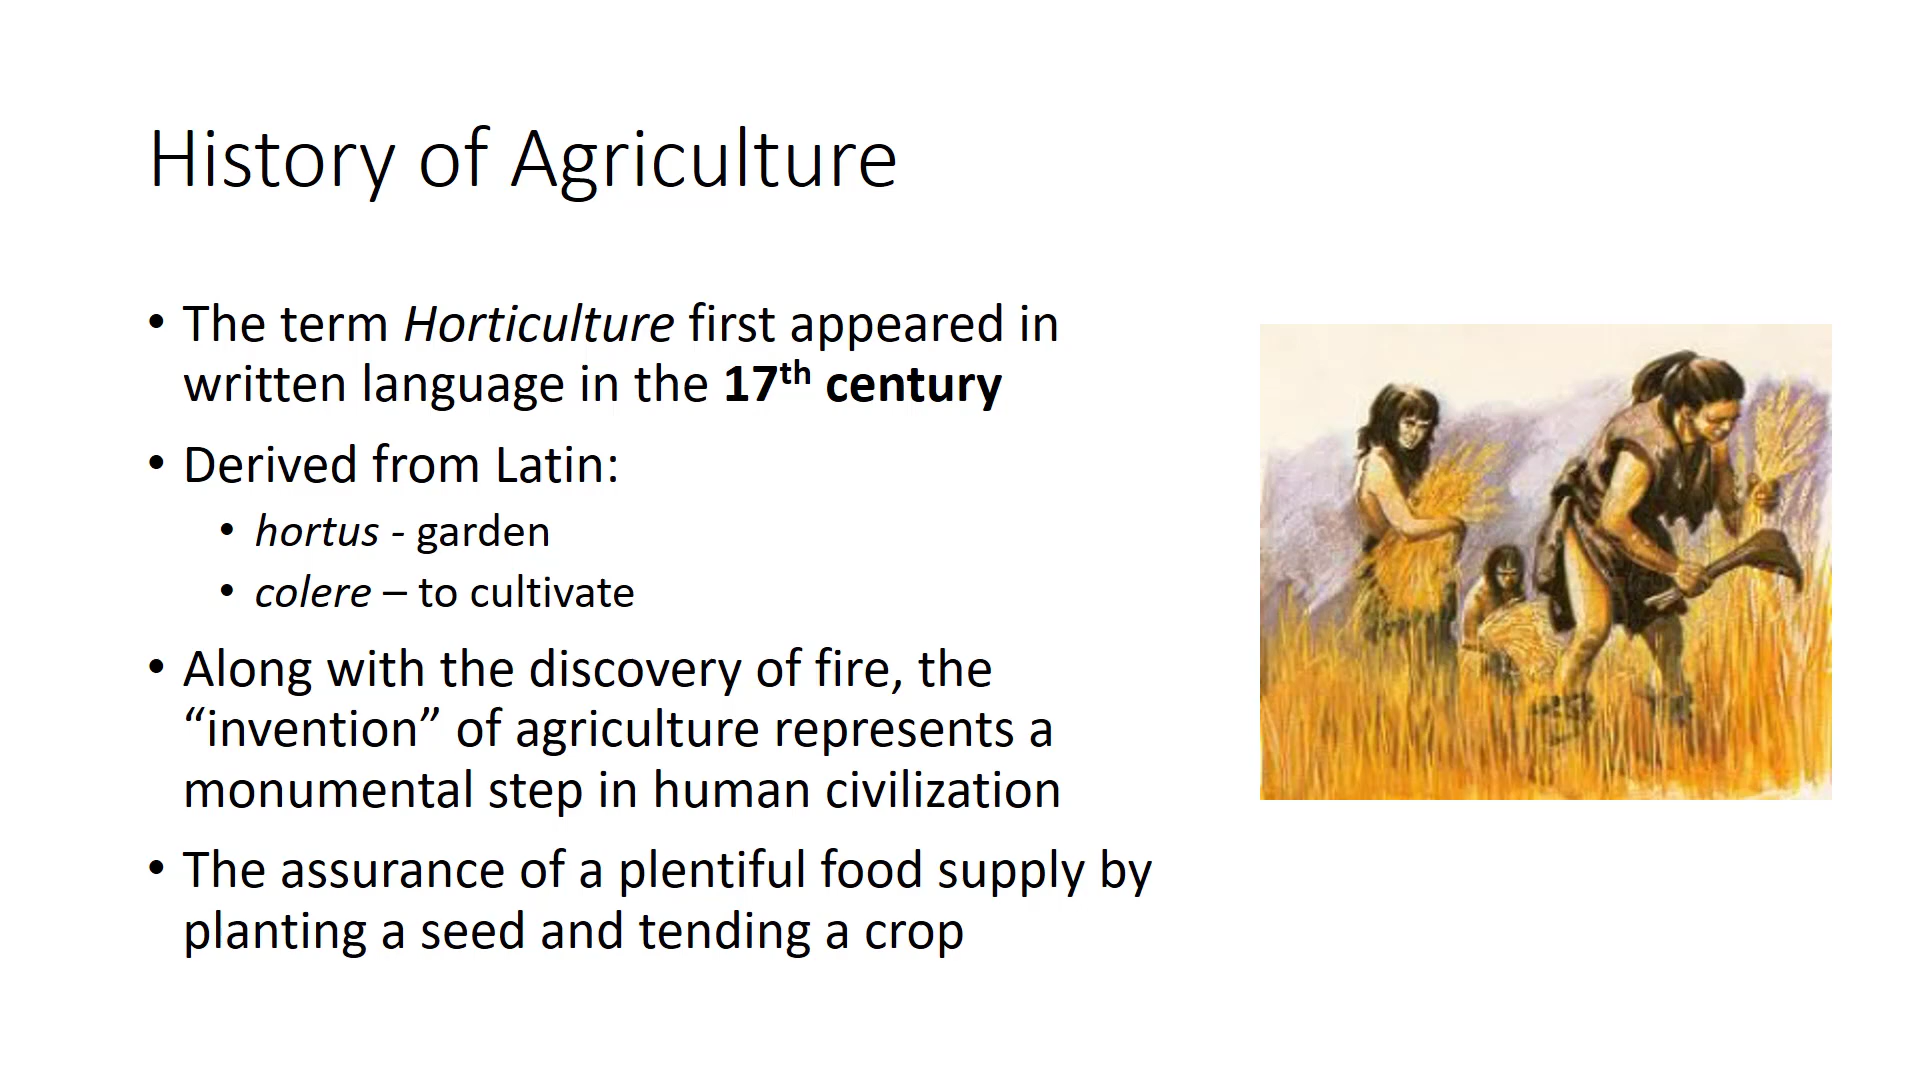 History of Agriculture
• The term Horticulture first appeared in
written language in the 17th century
• Derived from Latin:
• hortus - garden
• colere – to cultivate
• Along with the discovery of fire, the
“invention” of agriculture represents a
monumental step in human civilization
• The assurance of a plentiful food supply by
planting a seed and tending a crop